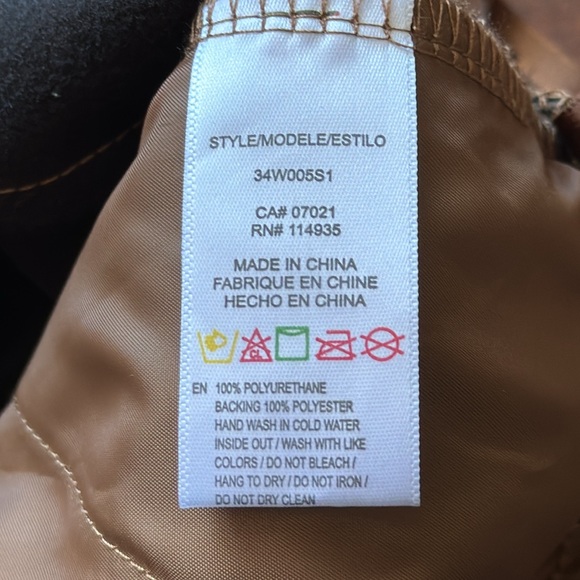 STYLE/MODELE/ESTILO
34W005S1
CA# 07021
RN# 114935
MADE IN CHINA
FABRIQUE EN CHINE
HECHO EN CHINA
CL
EN 100% POLYURETHANE
BACKING 100% POLYESTER
HAND WASH IN COLD WATER
INSIDE OUT / WASH WITH LIKE
COLORS / DO NOT BLEACH /
HANG TO DRY / DO NOT IRON /
DO NOT DRY CLEAN